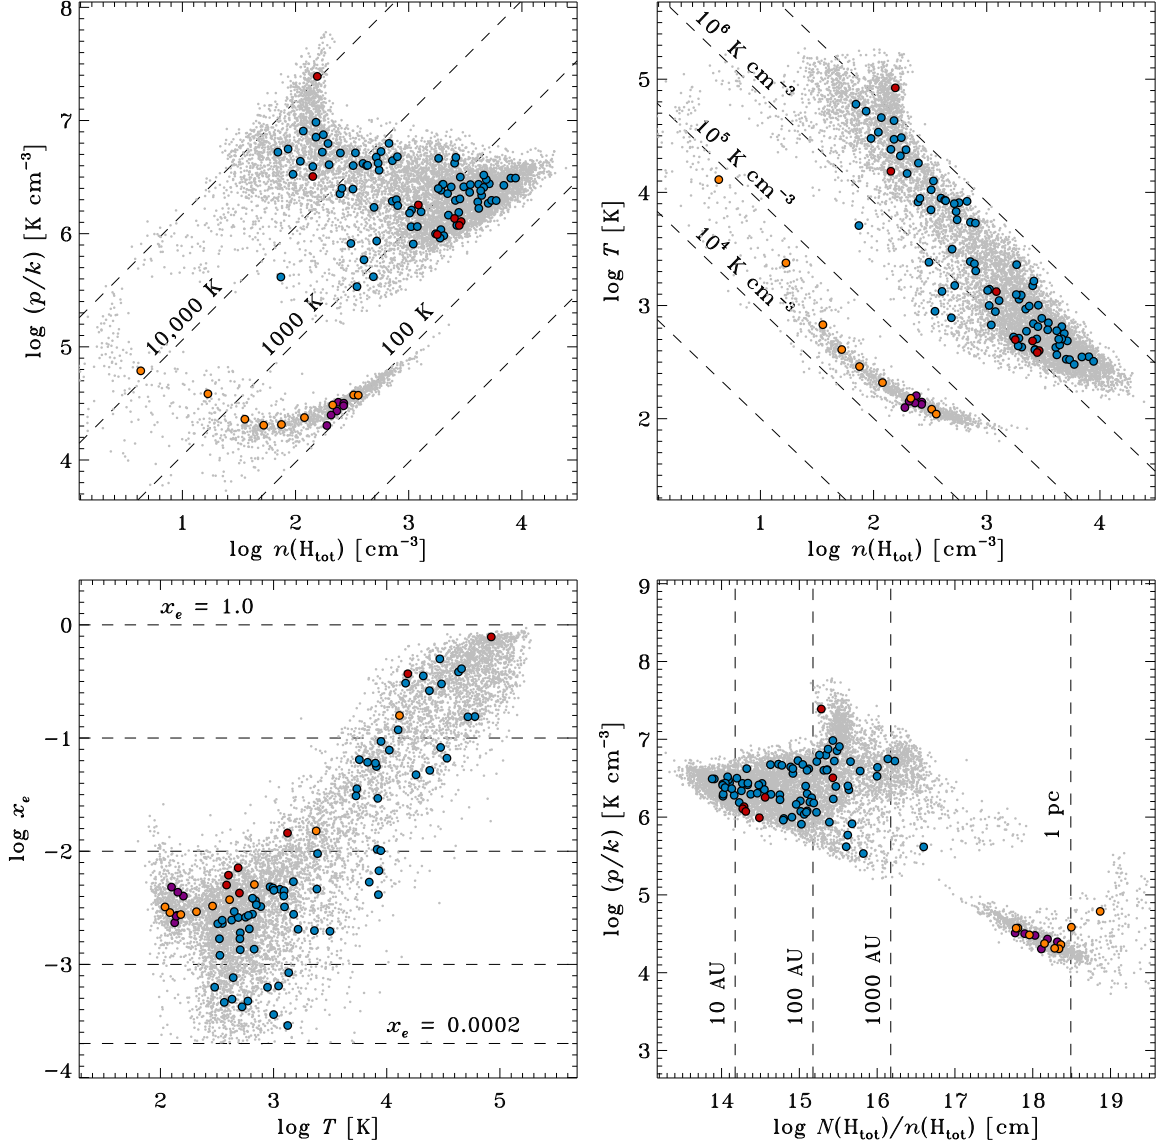 8
7
6
5
4
log (p/k) [K cm⁻³]
10,000 K
1000 K
100 K
1 2 3 4
log n(H_tot) [cm⁻³]
5
4
3
2
log T [K]
10⁶ K cm⁻³
10⁵ K cm⁻³
10⁴ K cm⁻³
1 2 3 4
log n(H_tot) [cm⁻³]
0
−1
−2
−3
−4
log x_e
x_e = 1.0
x_e = 0.0002
2 3 4 5
log T [K]
9
8
7
6
5
4
3
log (p/k) [K cm⁻³]
10 AU
100 AU
1000 AU
1 pc
14 15 16 17 18 19
log N(H_tot)/n(H_tot) [cm]